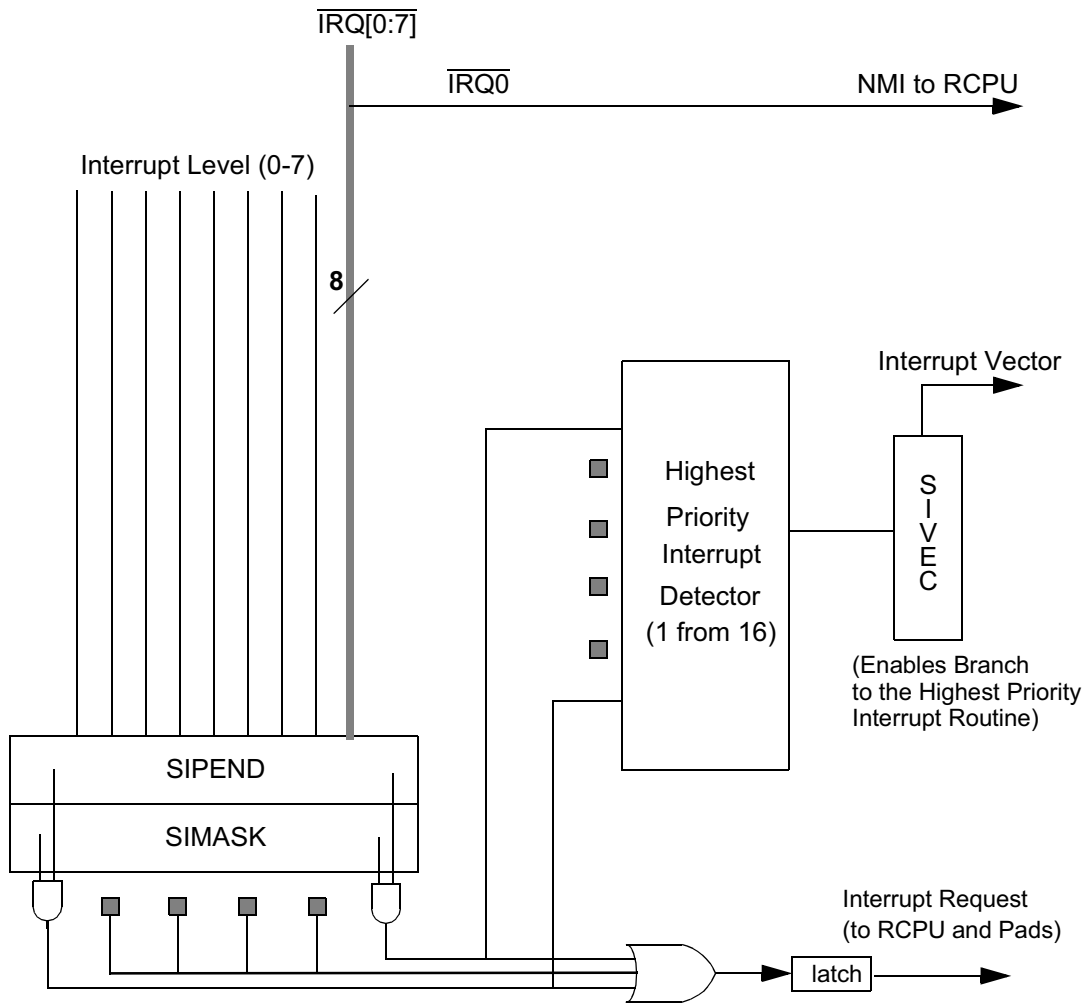 IRQ[0:7]
IRQ0
NMI to RCPU
Interrupt Level (0-7)
8
Interrupt Vector
Highest
Priority
Interrupt
Detector
(1 from 16)
S
I
V
E
C
(Enables Branch
to the Highest Priority
Interrupt Routine)
SIPEND
SIMASK
Interrupt Request
(to RCPU and Pads)
latch